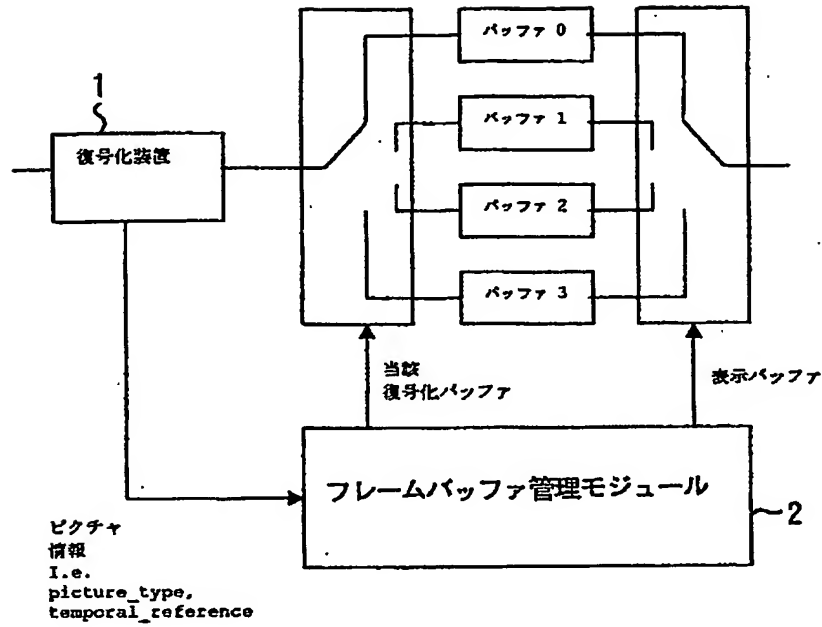 バッファ 0
1
復号化装置
バッファ 1
バッファ 2
バッファ 3
当該
復号化バッファ
表示バッファ
フレームバッファ管理モジュール
2
ピクチャ
情報
I.e.
picture_type,
temporal_reference